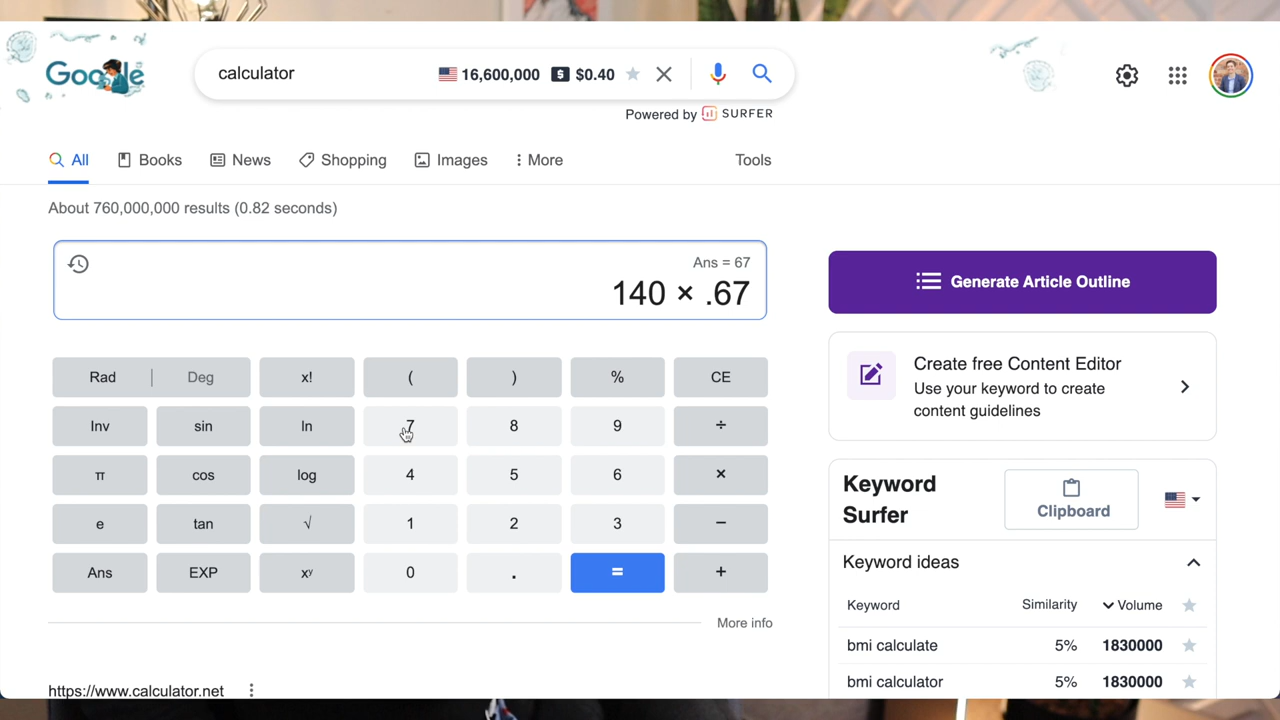 Google
calculator 16,600,000 $ $0.40
Powered by SURFER
All Books News Shopping Images More Tools
About 760,000,000 results (0.82 seconds)
Ans = 67
140 × .67
Rad Deg x! ( ) % CE
Inv sin ln 7 8 9 ÷
π cos log 4 5 6 ×
e tan √ 1 2 3 −
Ans EXP xʸ 0 . = +
More info
https://www.calculator.net
Generate Article Outline
Create free Content Editor
Use your keyword to create
content guidelines
Keyword
Surfer
Clipboard
Keyword ideas
Keyword Similarity Volume
bmi calculate 5% 1830000
bmi calculator 5% 1830000